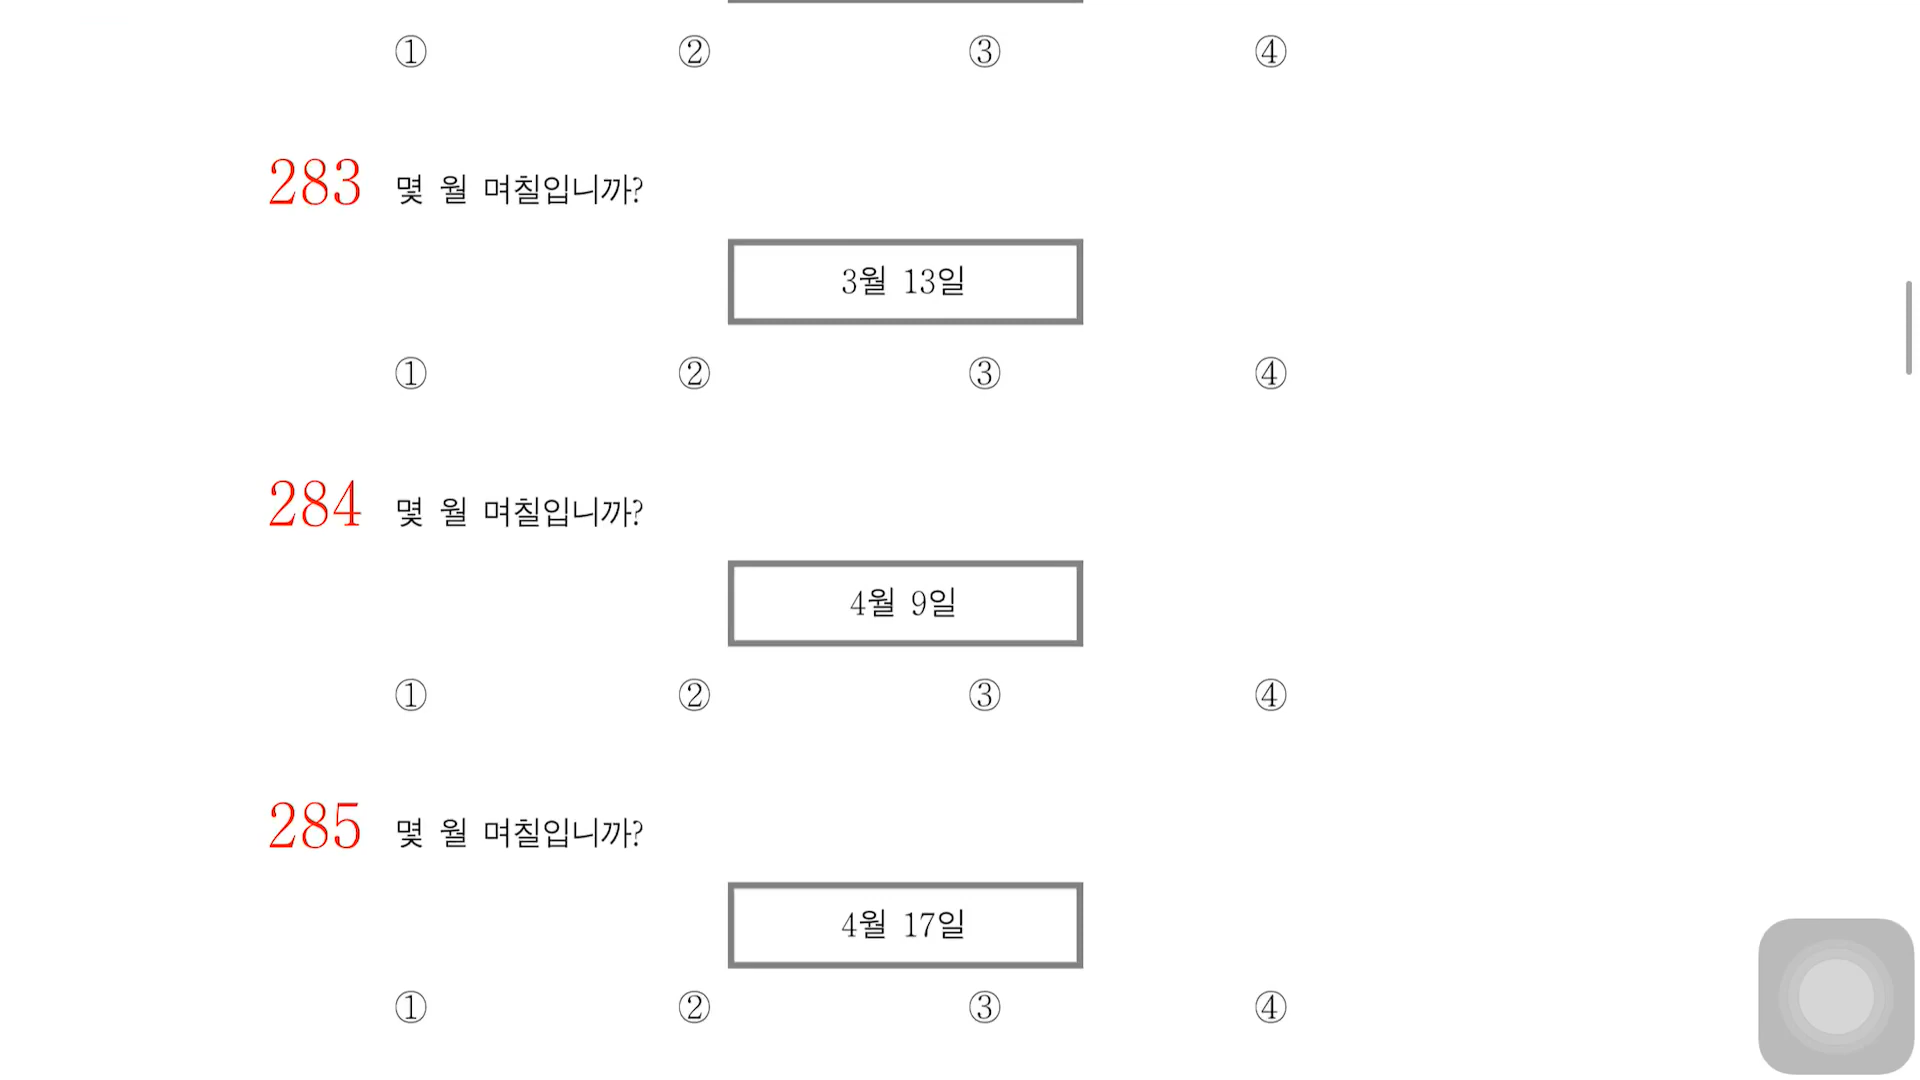 ① ② ③ ④
283 몇 월 며칠입니까?
3월 13일
① ② ③ ④
284 몇 월 며칠입니까?
4월 9일
① ② ③ ④
285 몇 월 며칠입니까?
4월 17일
① ② ③ ④